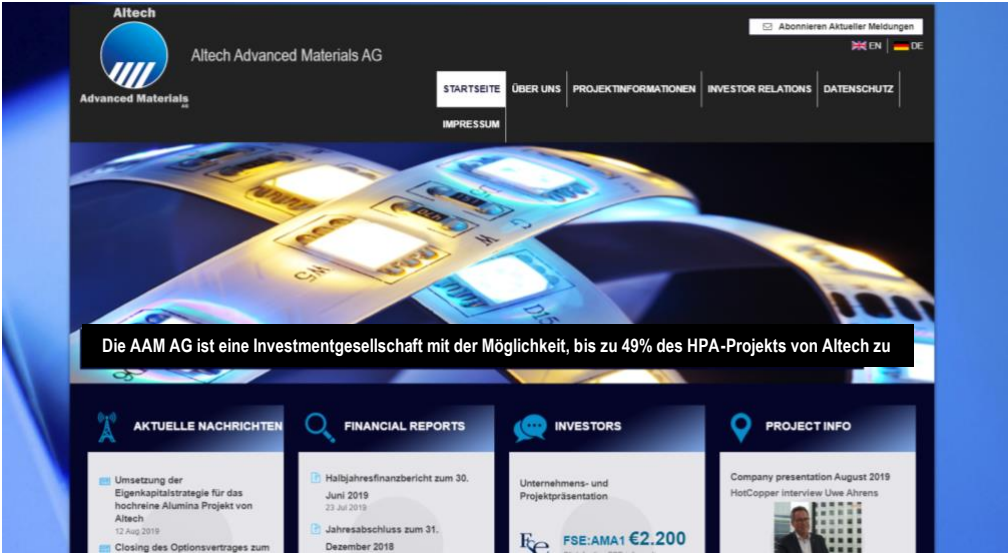 Altech
Advanced Materials
AG
Altech Advanced Materials AG
Abonnieren Aktueller Meldungen
EN
DE
STARTSEITE
ÜBER UNS
PROJEKTINFORMATIONEN
INVESTOR RELATIONS
DATENSCHUTZ
IMPRESSUM
W5
W
G
D15
Die AAM AG ist eine Investmentgesellschaft mit der Möglichkeit, bis zu 49% des HPA-Projekts von Altech zu
AKTUELLE NACHRICHTEN
Umsetzung der
Eigenkapitalstrategie für das
hochreine Alumina Projekt von
Altech
12 Aug 2019
Closing des Optionsvertrages zum
FINANCIAL REPORTS
Halbjahresfinanzbericht zum 30.
Juni 2019
23 Jul 2019
Jahresabschluss zum 31.
Dezember 2018
INVESTORS
Unternehmens- und
Projektpräsentation
FSE:AMA1 €2.200
PROJECT INFO
Company presentation August 2019
HotCopper interview Uwe Ahrens